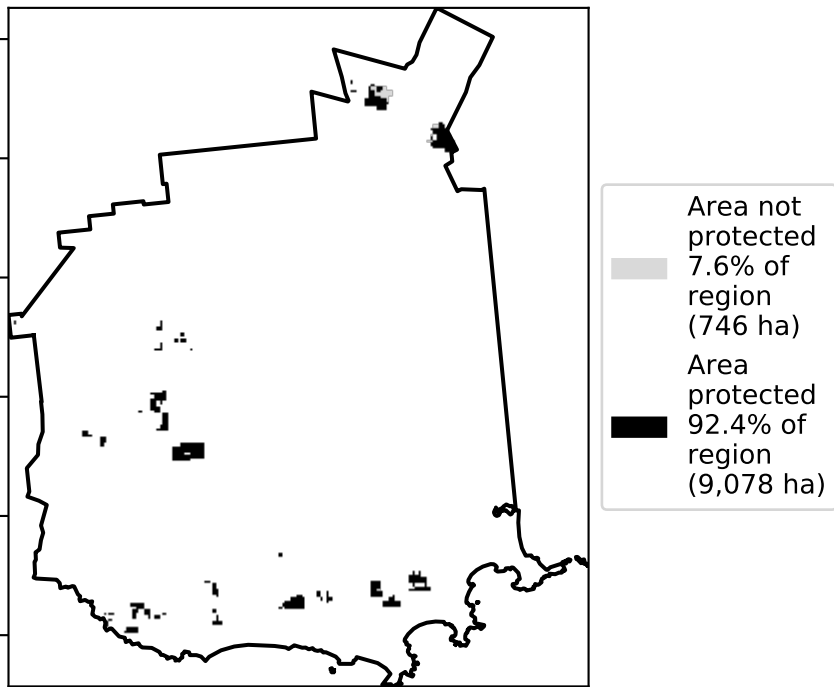 Area not
protected
7.6% of
region
(746 ha)
Area
protected
92.4% of
region
(9,078 ha)